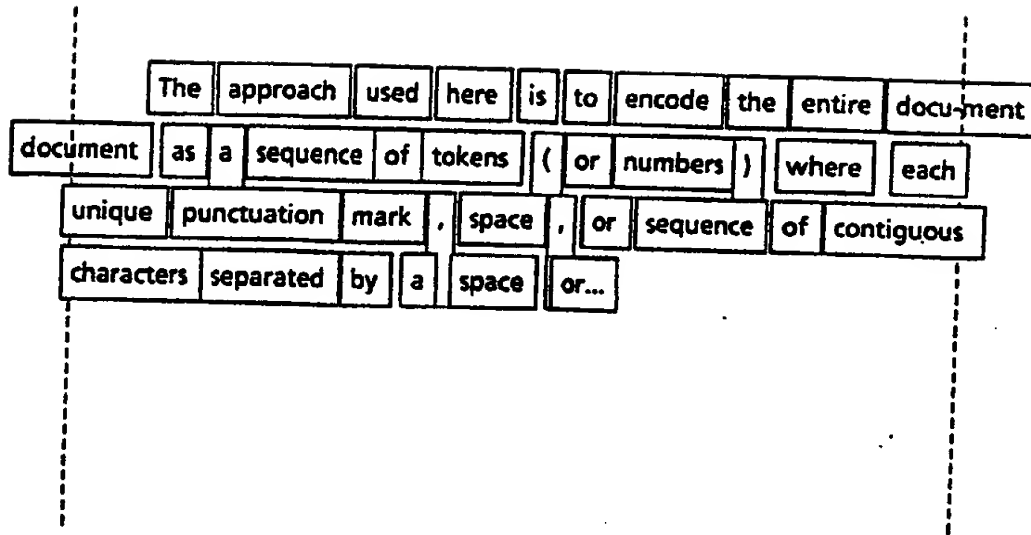 The approach used here is to encode the entire docu-ment
document as a sequence of tokens ( or numbers ) where each
unique punctuation mark , space , or sequence of contiguous
characters separated by a space or...